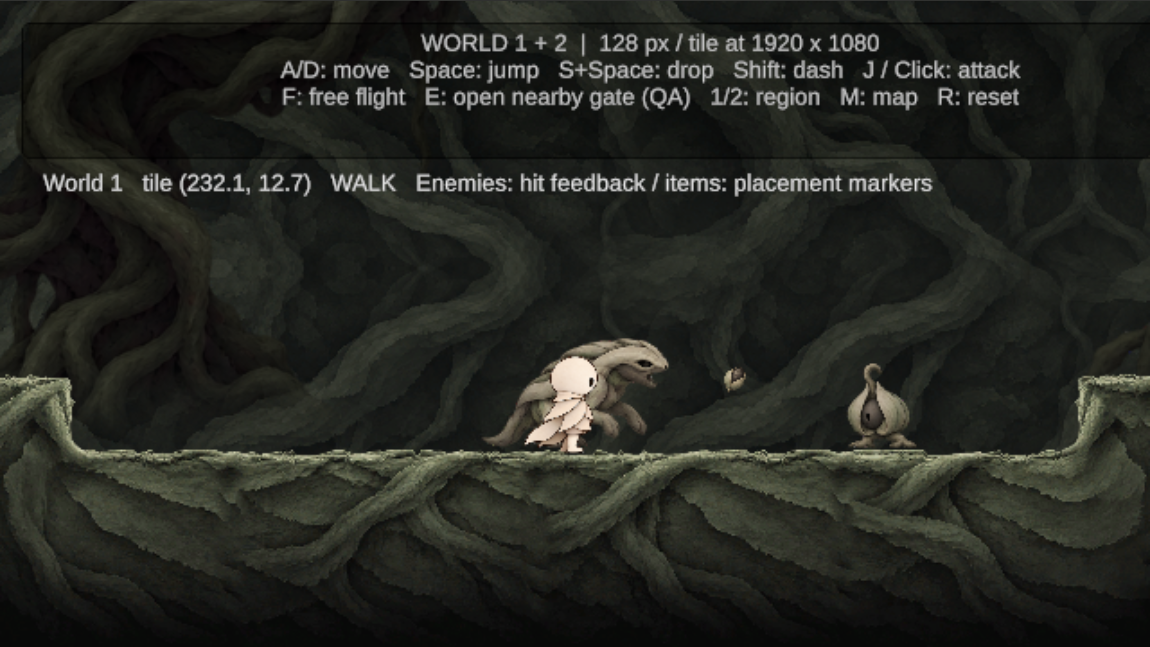 WORLD 1 + 2 | 128 px / tile at 1920 x 1080
A/D: move Space: jump S+Space: drop Shift: dash J / Click: attack
F: free flight E: open nearby gate (QA) 1/2: region M: map R: reset
World 1 tile (232.1, 12.7) WALK Enemies: hit feedback / items: placement markers